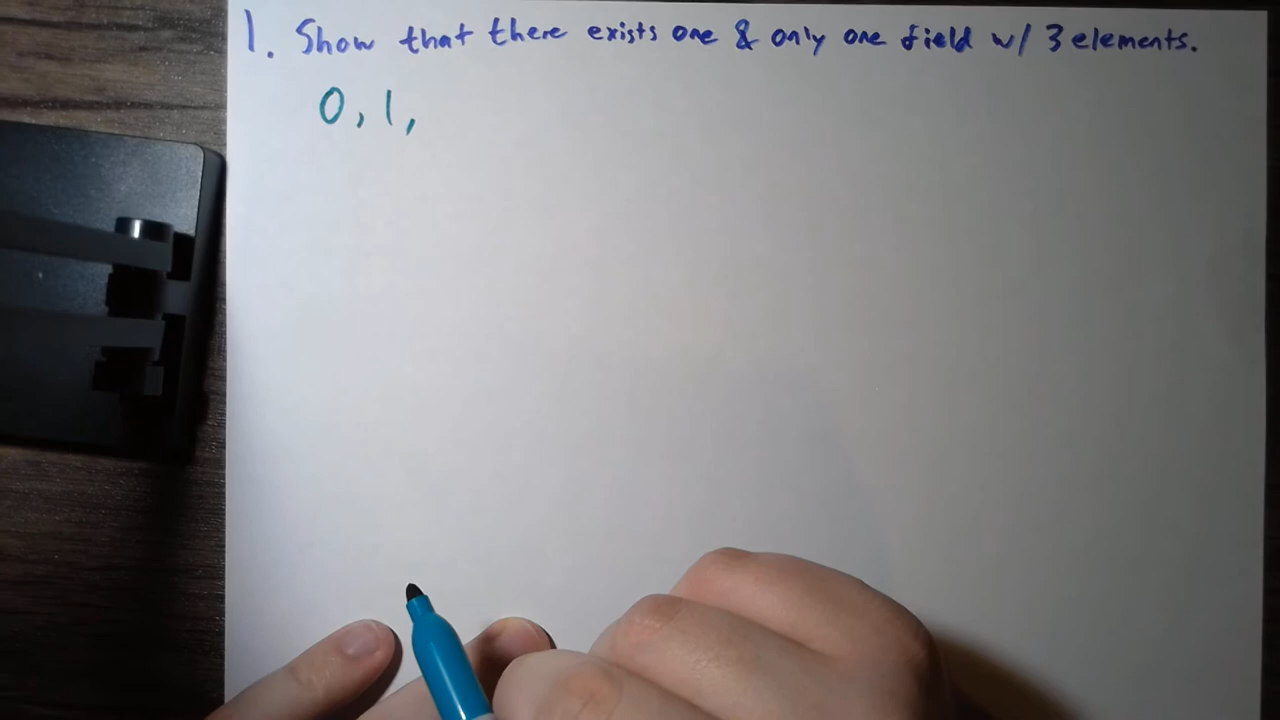 1. Show that there exists one & only one field w/ 3 elements.
0, 1,